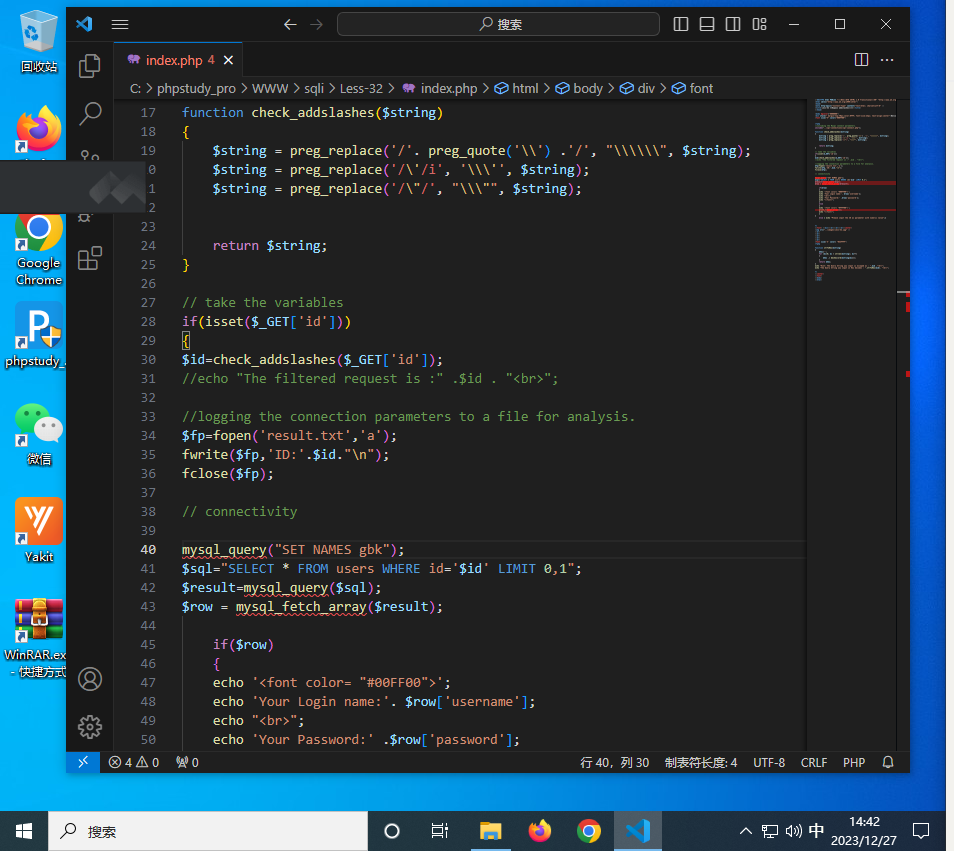 回收站
Google
Chrome
phpstudy_
微信
Yakit
WinRAR.ex
- 快捷方式
搜索
index.php 4
C: > phpstudy_pro > WWW > sqli > Less-32 > index.php > html > body > div > font
17 function check_addslashes($string)
18 {
19 $string = preg_replace('/'. preg_quote('\\') .'/', "\\\\\\", $string);
0 $string = preg_replace('/\'/i', '\\\'', $string);
1 $string = preg_replace('/\"/', "\\\"", $string);
2
23
24 return $string;
25 }
26
27 // take the variables
28 if(isset($_GET['id']))
29 {
30 $id=check_addslashes($_GET['id']);
31 //echo "The filtered request is :" .$id . "<br>";
32
33 //logging the connection parameters to a file for analysis.
34 $fp=fopen('result.txt','a');
35 fwrite($fp,'ID:'.$id."\n");
36 fclose($fp);
37
38 // connectivity
39
40 mysql_query("SET NAMES gbk");
41 $sql="SELECT * FROM users WHERE id='$id' LIMIT 0,1";
42 $result=mysql_query($sql);
43 $row = mysql_fetch_array($result);
44
45 if($row)
46 {
47 echo '<font color= "#00FF00">';
48 echo 'Your Login name:'. $row['username'];
49 echo "<br>";
50 echo 'Your Password:' .$row['password'];
4 0 0 行 40，列 30 制表符长度: 4 UTF-8 CRLF PHP
搜索
中
14:42
2023/12/27